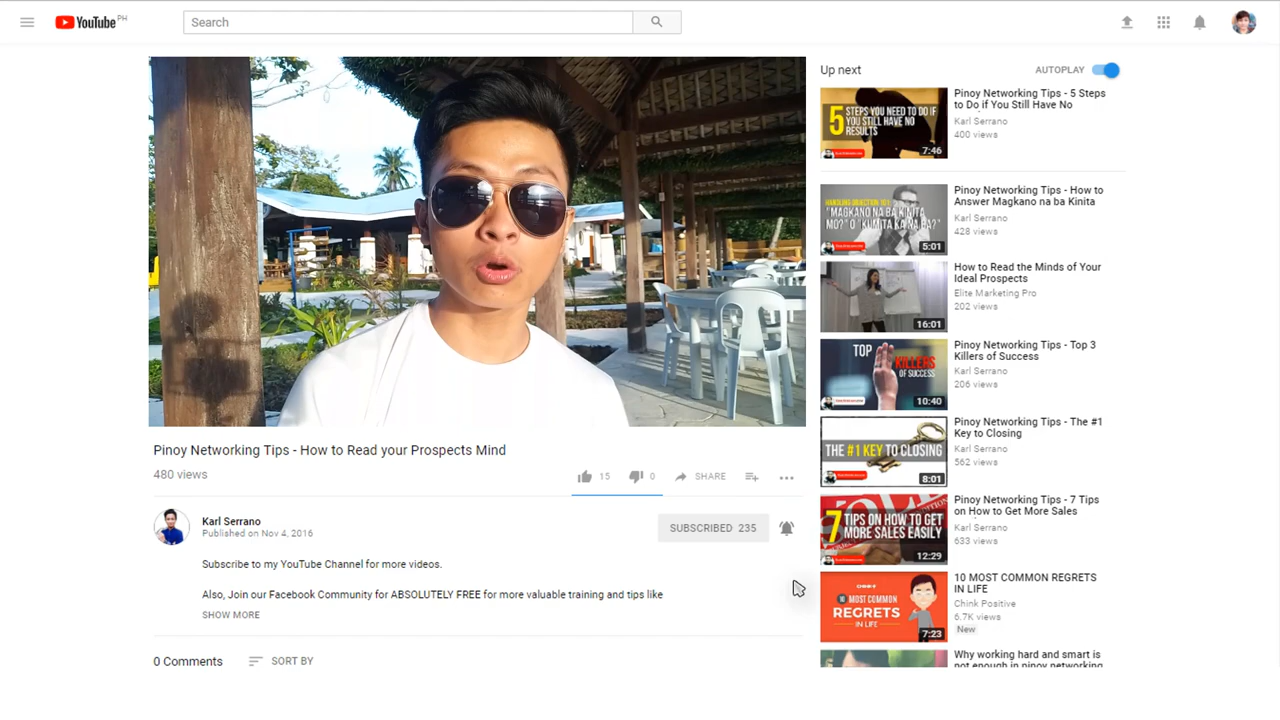 YouTube PH
Search
Up next
AUTOPLAY
5 STEPS YOU NEED TO DO IF
YOU STILL HAVE NO
RESULTS
7:46
Pinoy Networking Tips - 5 Steps
to Do if You Still Have No
Karl Serrano
400 views
HANDLING OBJECTION 101:
"MAGKANO NA BA KINITA
MO?" O "KUMITA KA NA BA?"
5:01
Pinoy Networking Tips - How to
Answer Magkano na ba Kinita
Karl Serrano
428 views
16:01
How to Read the Minds of Your
Ideal Prospects
Elite Marketing Pro
202 views
TOP
KILLERS
OF SUCCESS
10:40
Pinoy Networking Tips - Top 3
Killers of Success
Karl Serrano
206 views
THE #1 KEY TO CLOSING
8:01
Pinoy Networking Tips - The #1
Key to Closing
Karl Serrano
562 views
7 TIPS ON HOW TO GET
MORE SALES EASILY
12:29
Pinoy Networking Tips - 7 Tips
on How to Get More Sales
Karl Serrano
633 views
10 MOST COMMON
REGRETS
IN LIFE
7:23
10 MOST COMMON REGRETS
IN LIFE
Chink Positive
6.7K views
New
Why working hard and smart is
not enough in pinoy networking
Pinoy Networking Tips - How to Read your Prospects Mind
480 views
15
0
SHARE
Karl Serrano
Published on Nov 4, 2016
SUBSCRIBED 235
Subscribe to my YouTube Channel for more videos.
Also, Join our Facebook Community for ABSOLUTELY FREE for more valuable training and tips like
SHOW MORE
0 Comments
SORT BY